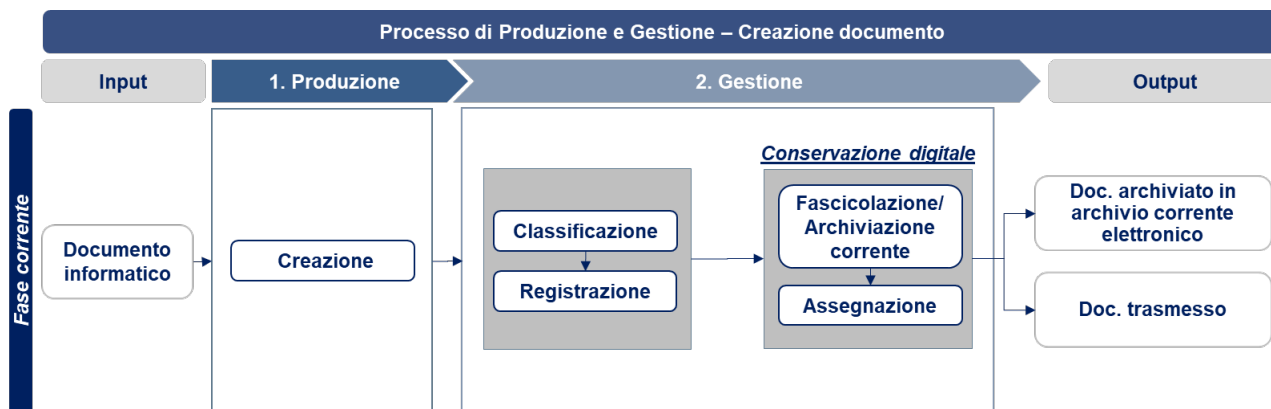 Processo di Produzione e Gestione – Creazione documento
Input
1. Produzione
2. Gestione
Output
Fase corrente
Documento
informatico
Creazione
Classificazione
Registrazione
Conservazione digitale
Fascicolazione/
Archiviazione
corrente
Assegnazione
Doc. archiviato in
archivio corrente
elettronico
Doc. trasmesso